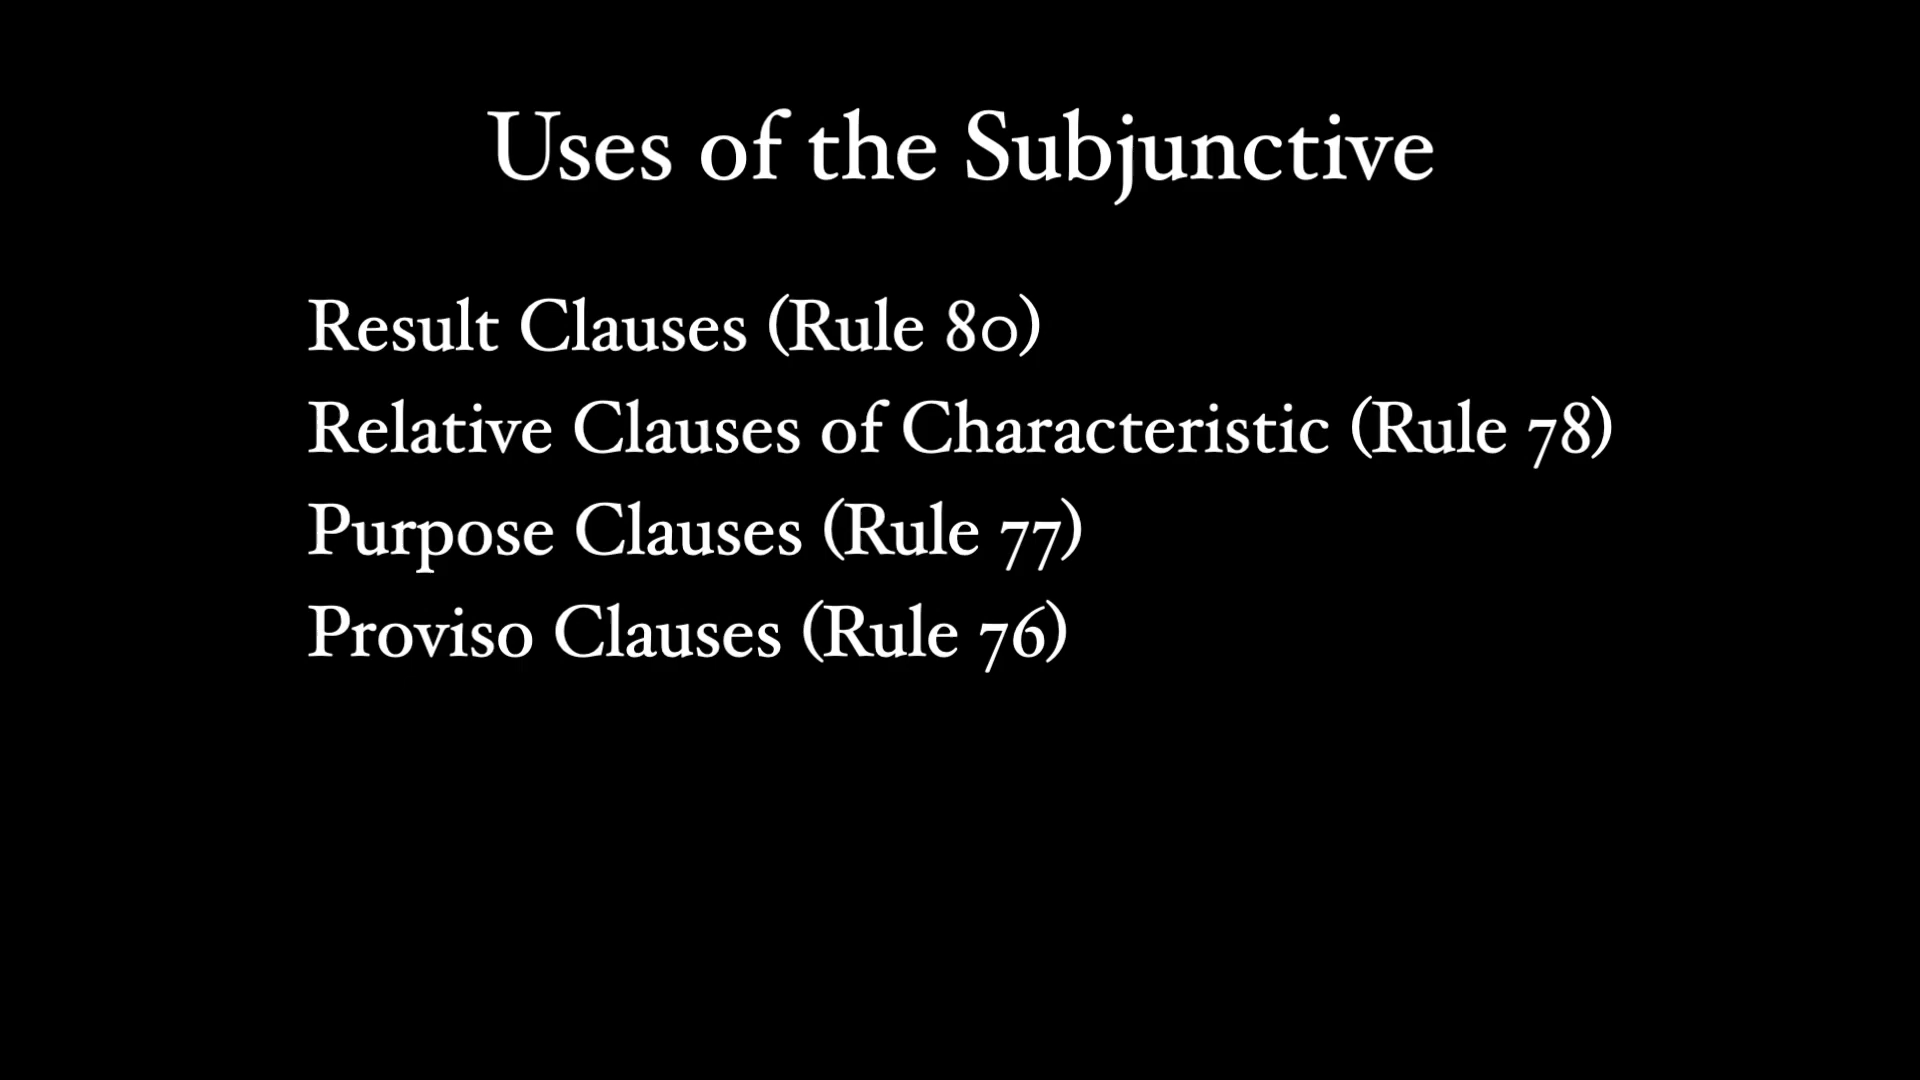 Uses of the Subjunctive
Result Clauses (Rule 80)
Relative Clauses of Characteristic (Rule 78)
Purpose Clauses (Rule 77)
Proviso Clauses (Rule 76)